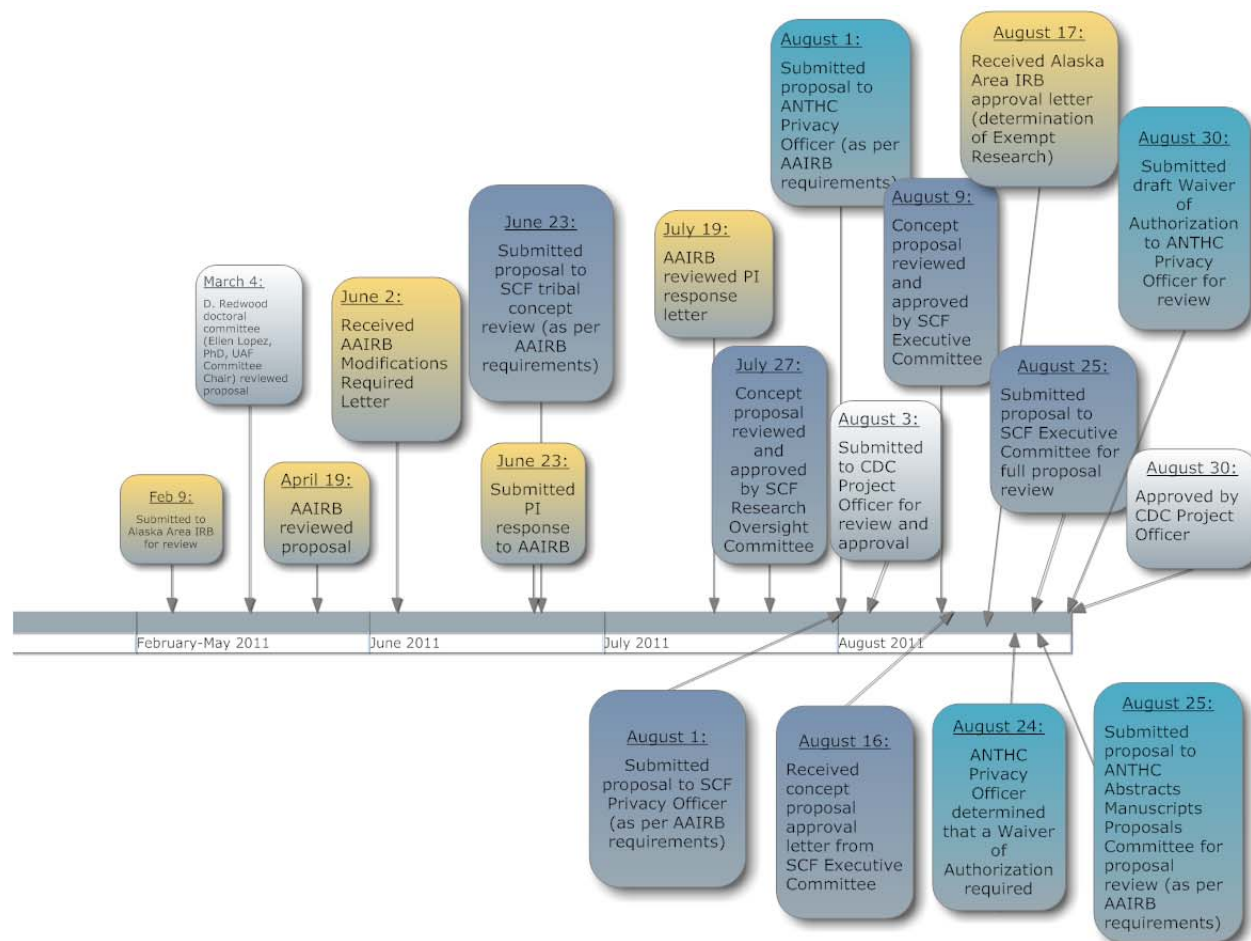 Feb 9:
Submitted to
Alaska Area IRB
for review
March 4:
D. Redwood
doctoral
committee
(Ellen Lopez,
PhD, UAF
Committee
Chair) reviewed
proposal
April 19:
AAIRB
reviewed
proposal
June 2:
Received
AAIRB
Modifications
Required
Letter
June 23:
Submitted
proposal to
SCF tribal
concept
review (as per
AAIRB
requirements)
June 23:
Submitted
PI
response
to AAIRB
July 19:
AAIRB
reviewed PI
response
letter
July 27:
Concept
proposal
reviewed
and
approved
by SCF
Research
Oversight
Committee
August 1:
Submitted
proposal to
ANTHC
Privacy
Officer (as per
AAIRB
requirements)
August 3:
Submitted
to CDC
Project
Officer for
review and
approval
August 9:
Concept
proposal
reviewed
and
approved
by SCF
Executive
Committee
August 17:
Received Alaska
Area IRB
approval letter
(determination
of Exempt
Research)
August 25:
Submitted
proposal to
SCF Executive
Committee for
full proposal
review
August 30:
Submitted
draft Waiver
of
Authorization
to ANTHC
Privacy
Officer for
review
August 30:
Approved by
CDC Project
Officer
February-May 2011
June 2011
July 2011
August 2011
August 1:
Submitted
proposal to SCF
Privacy Officer
(as per AAIRB
requirements)
August 16:
Received
concept
proposal
approval
letter from
SCF Executive
Committee
August 24:
ANTHC
Privacy
Officer
determined
that a Waiver
of
Authorization
required
August 25:
Submitted
proposal to
ANTHC
Abstracts
Manuscripts
Proposals
Committee for
proposal
review (as per
AAIRB
requirements)